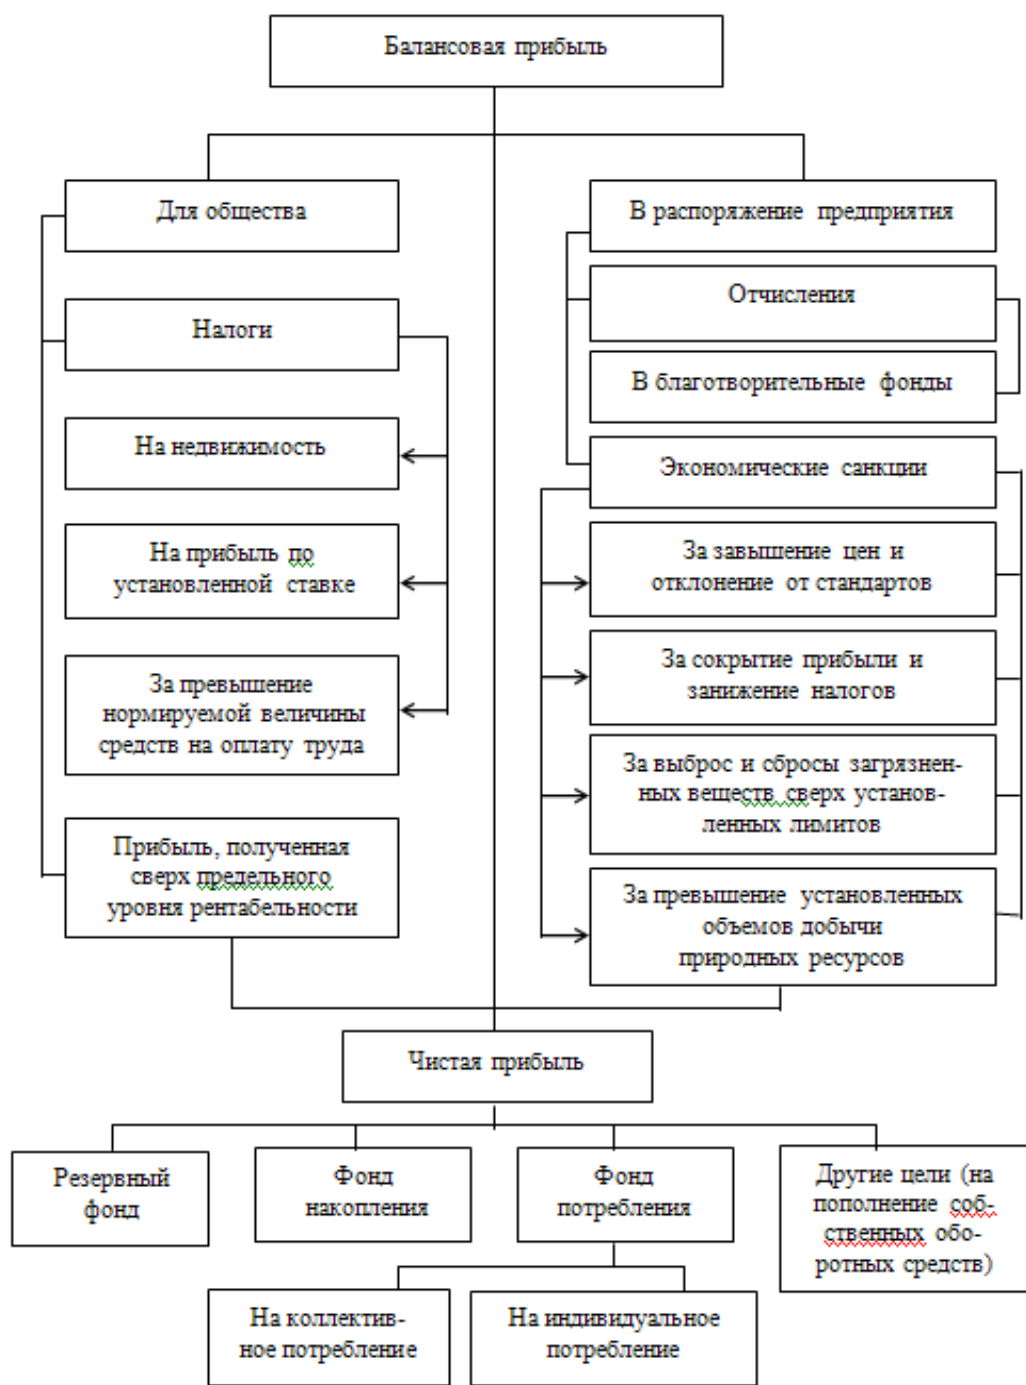 Балансовая прибыль
Для общества
Налоги
На недвижимость
На прибыль по
установленной ставке
За превышение
нормируемой величины
средств на оплату труда
Прибыль, полученная
сверх предельного
уровня рентабельности
В распоряжение предприятия
Отчисления
В благотворительные фонды
Экономические санкции
За завышение цен и
отклонение от стандартов
За сокрытие прибыли и
занижение налогов
За выброс и сбросы загрязнен-
ных веществ сверх установ-
ленных лимитов
За превышение установленных
объемов добычи
природных ресурсов
Чистая прибыль
Резервный
фонд
Фонд
накопления
Фонд
потребления
Другие цели (на
пополнение соб-
ственных обо-
ротных средств)
На коллектив-
ное потребление
На индивидуальное
потребление